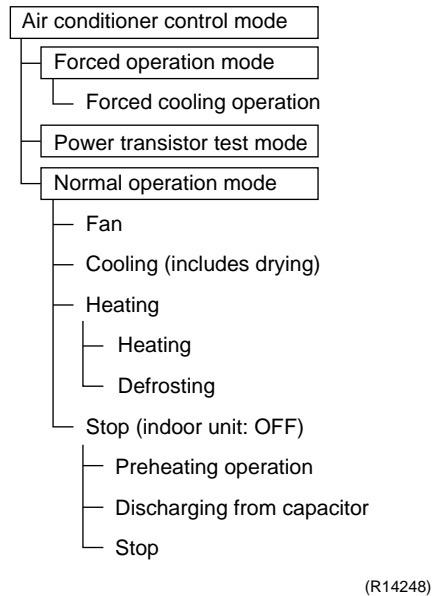 Air conditioner control mode
Forced operation mode
Forced cooling operation
Power transistor test mode
Normal operation mode
Fan
Cooling (includes drying)
Heating
Heating
Defrosting
Stop (indoor unit: OFF)
Preheating operation
Discharging from capacitor
Stop
(R14248)